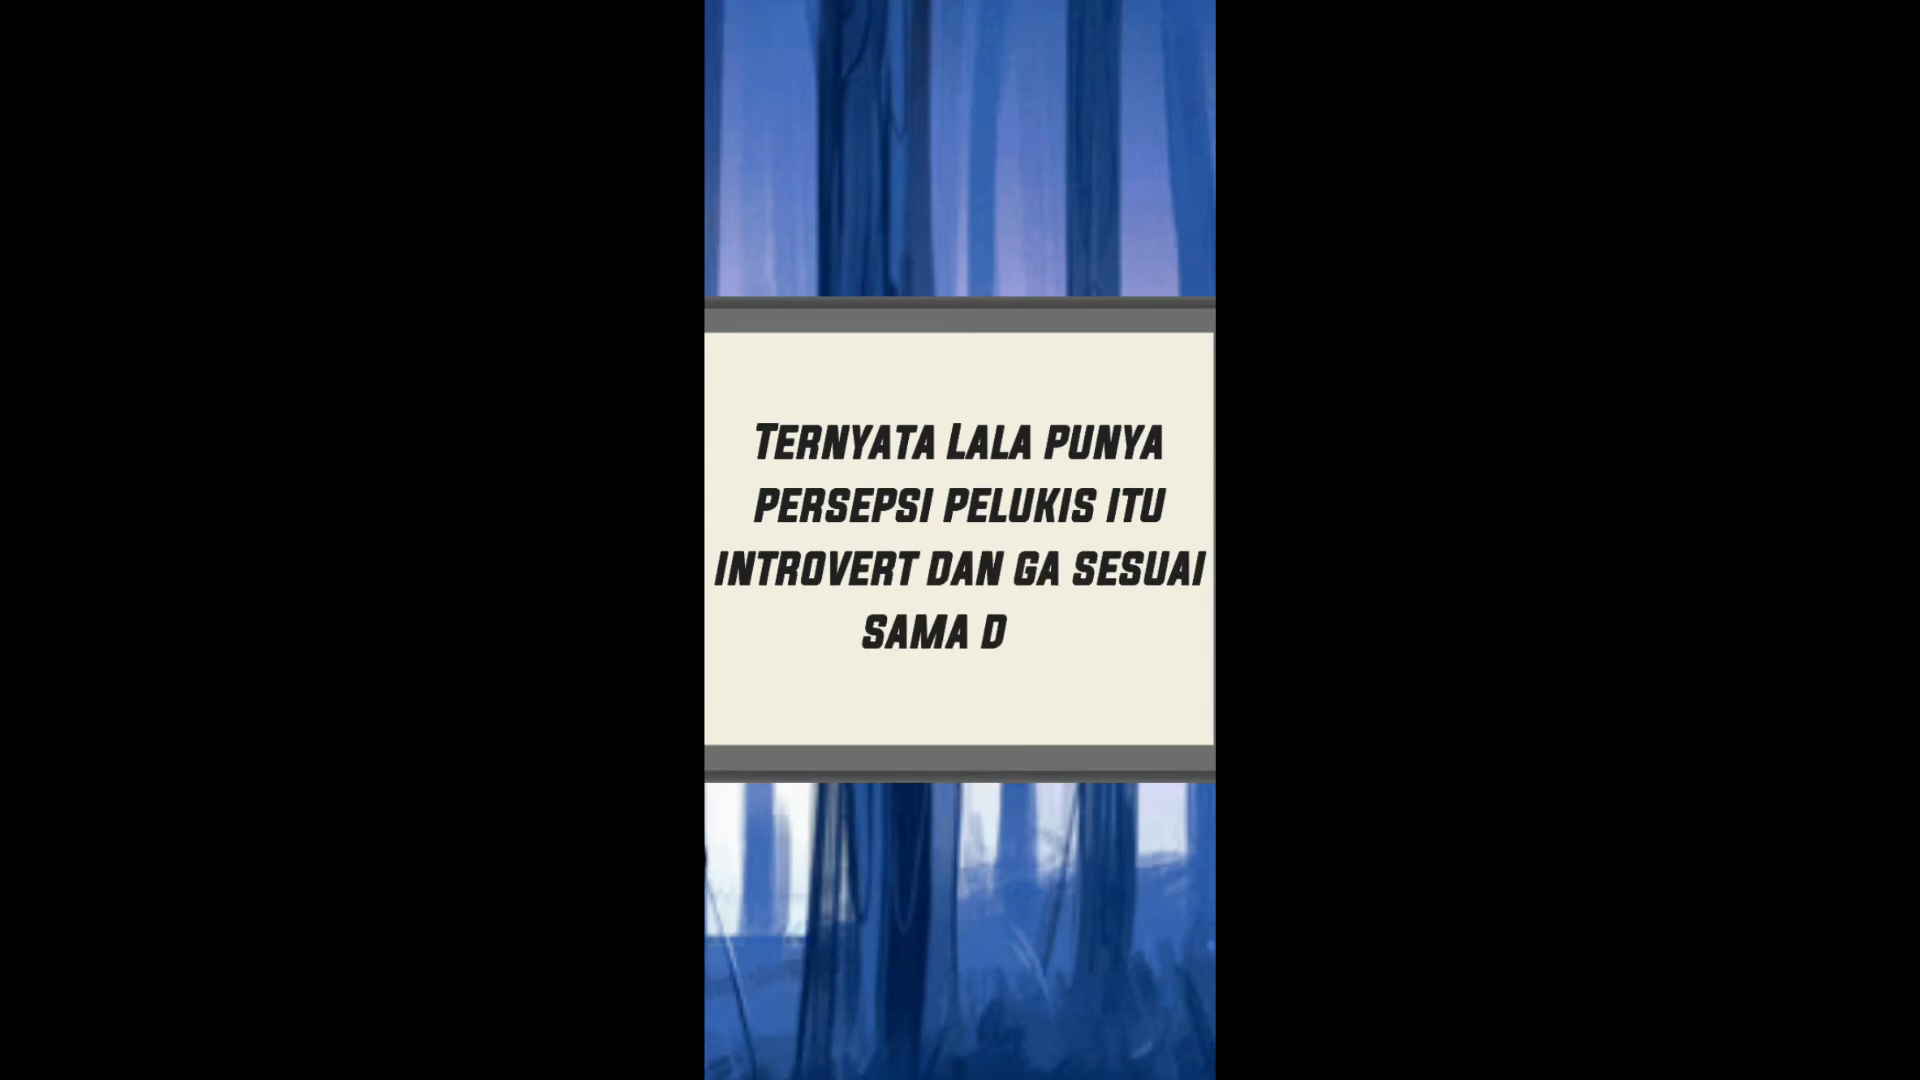 Ternyata Lala punya
persepsi pelukis itu
introvert dan ga sesuai
sama d